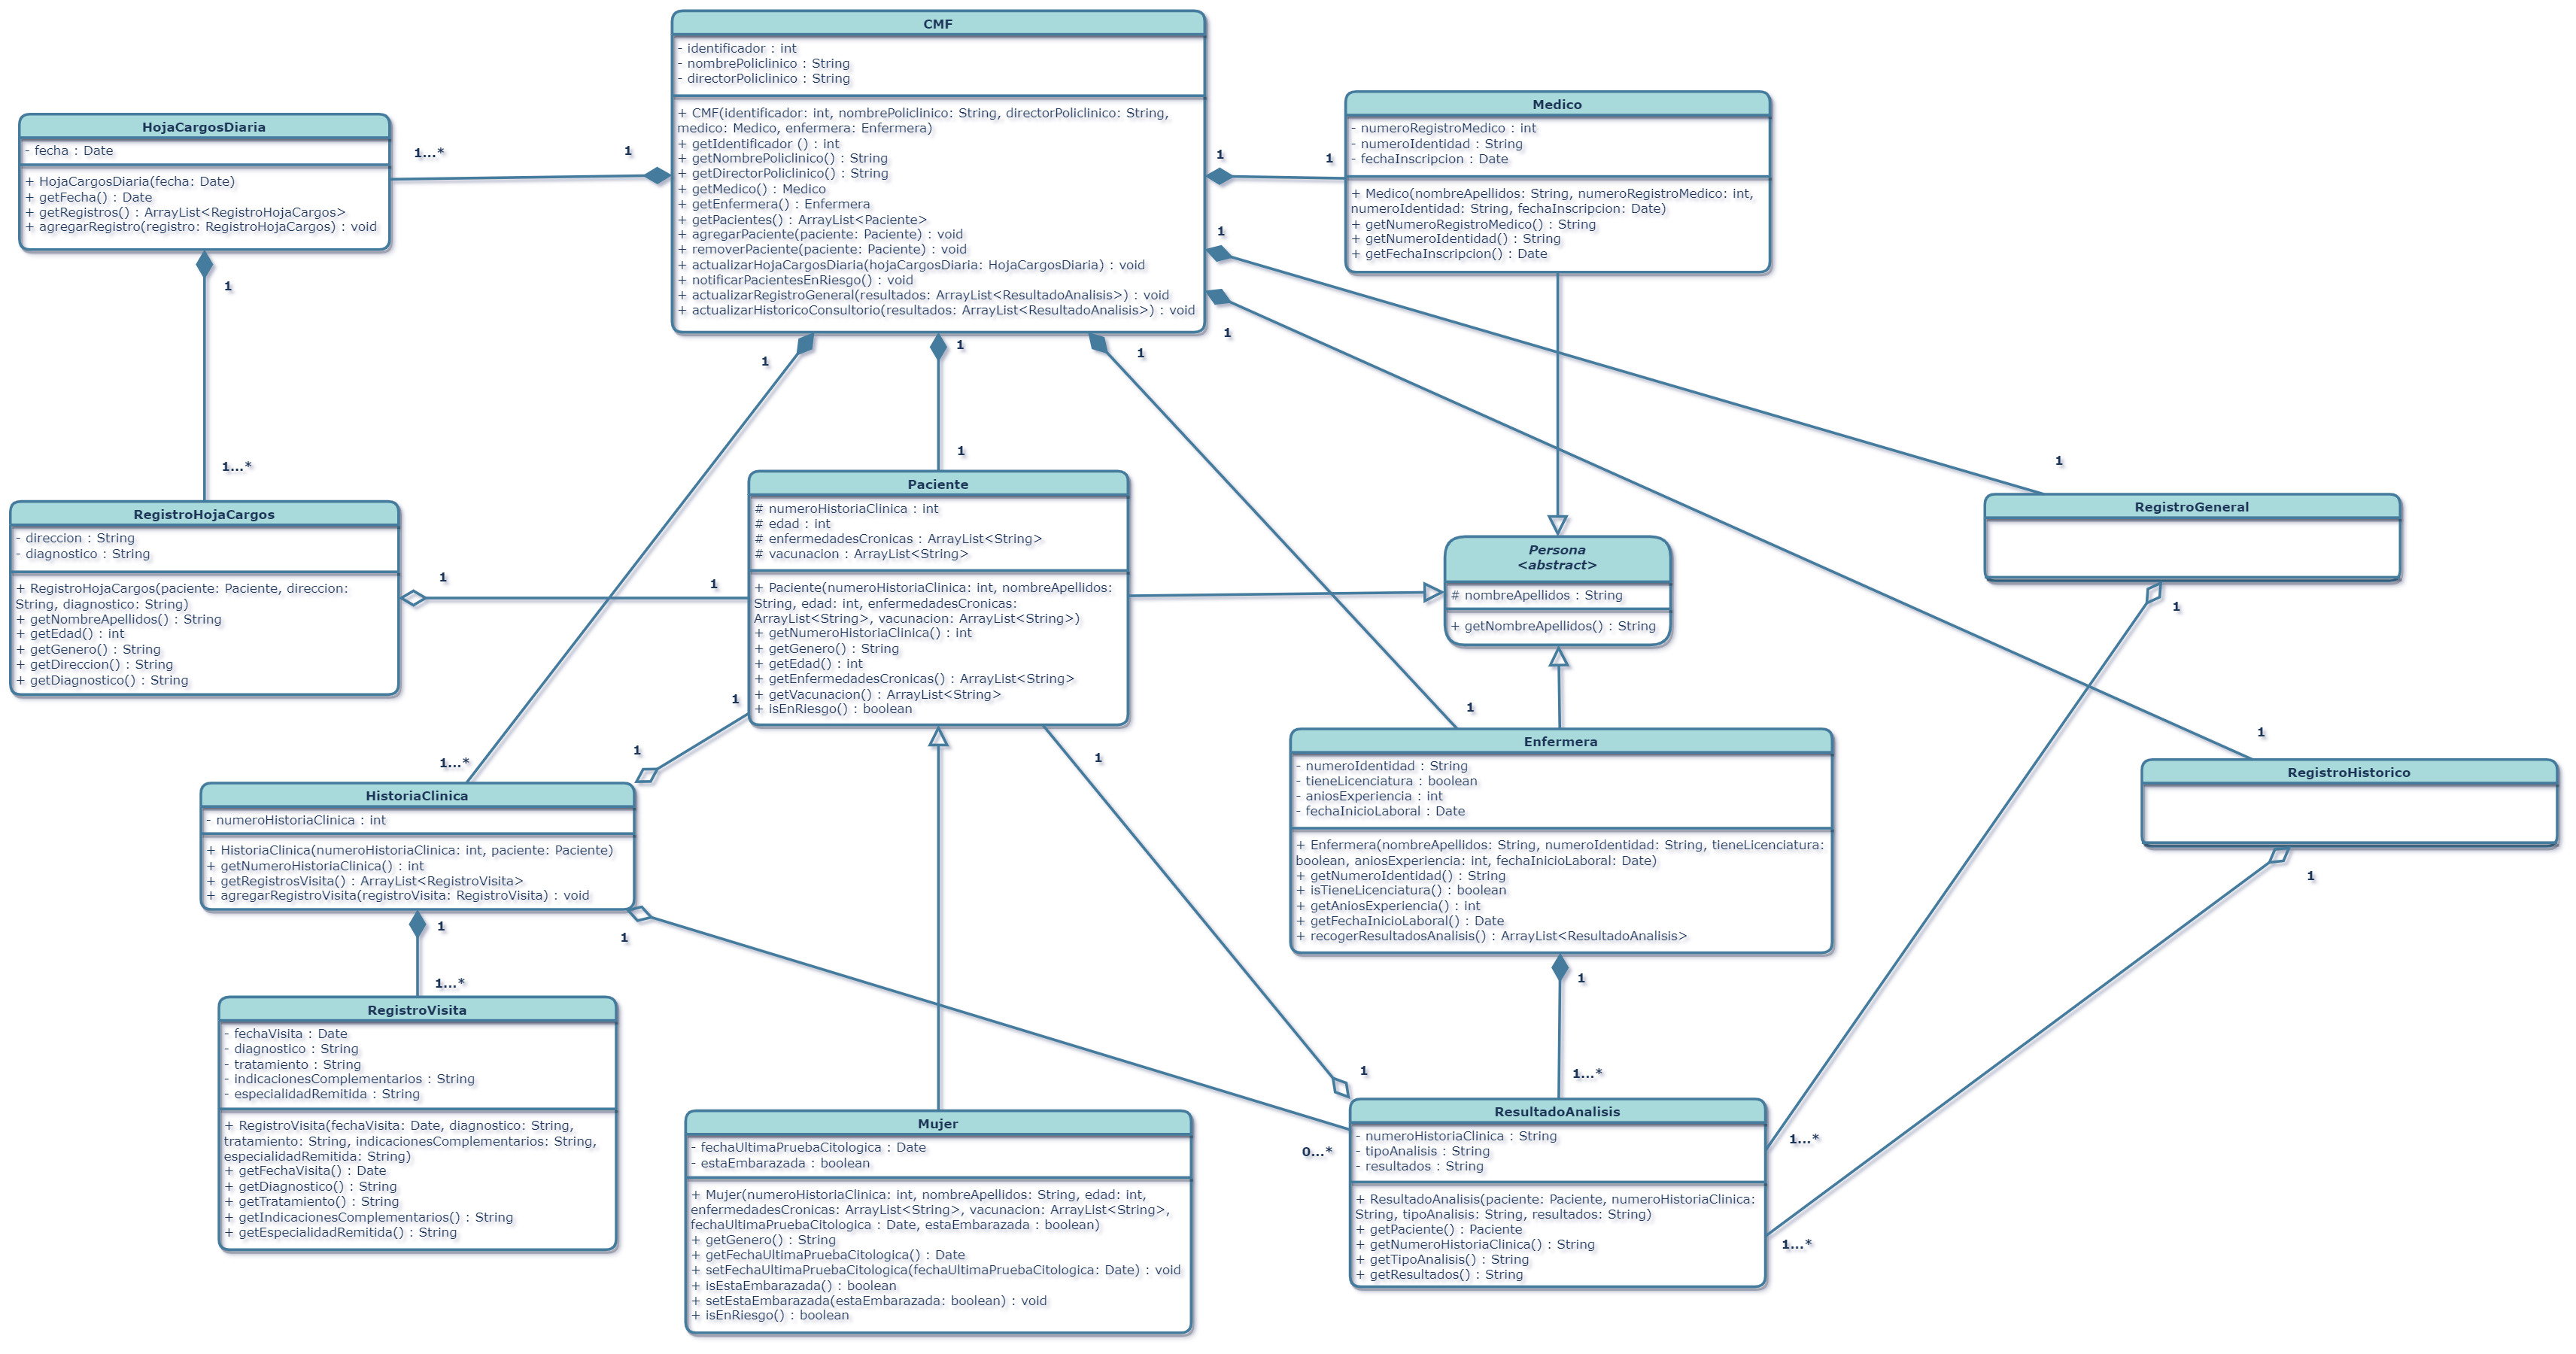 CMF
- identificador : int
- nombrePoliclinico : String
- directorPoliclinico : String
+ CMF(identificador: int, nombrePoliclinico: String, directorPoliclinico: String,
medico: Medico, enfermera: Enfermera)
+ getIdentificador () : int
+ getNombrePoliclinico() : String
+ getDirectorPoliclinico() : String
+ getMedico() : Medico
+ getEnfermera() : Enfermera
+ getPacientes() : ArrayList<Paciente>
+ agregarPaciente(paciente: Paciente) : void
+ removerPaciente(paciente: Paciente) : void
+ actualizarHojaCargosDiaria(hojaCargosDiaria: HojaCargosDiaria) : void
+ notificarPacientesEnRiesgo() : void
+ actualizarRegistroGeneral(resultados: ArrayList<ResultadoAnalisis>) : void
+ actualizarHistoricoConsultorio(resultados: ArrayList<ResultadoAnalisis>) : void
HojaCargosDiaria
- fecha : Date
+ HojaCargosDiaria(fecha: Date)
+ getFecha() : Date
+ getRegistros() : ArrayList<RegistroHojaCargos>
+ agregarRegistro(registro: RegistroHojaCargos) : void
1...*
1
Medico
- numeroRegistroMedico : int
- numeroIdentidad : String
- fechaInscripcion : Date
+ Medico(nombreApellidos: String, numeroRegistroMedico: int,
numeroIdentidad: String, fechaInscripcion: Date)
+ getNumeroRegistroMedico() : String
+ getNumeroIdentidad() : String
+ getFechaInscripcion() : Date
1
1
1
1
1
1
1
1
1...*
1
1
RegistroHojaCargos
- direccion : String
- diagnostico : String
+ RegistroHojaCargos(paciente: Paciente, direccion:
String, diagnostico: String)
+ getNombreApellidos() : String
+ getEdad() : int
+ getGenero() : String
+ getDireccion() : String
+ getDiagnostico() : String
1
1
Paciente
# numeroHistoriaClinica : int
# edad : int
# enfermedadesCronicas : ArrayList<String>
# vacunacion : ArrayList<String>
+ Paciente(numeroHistoriaClinica: int, nombreApellidos:
String, edad: int, enfermedadesCronicas:
ArrayList<String>, vacunacion: ArrayList<String>)
+ getNumeroHistoriaClinica() : int
+ getGenero() : String
+ getEdad() : int
+ getEnfermedadesCronicas() : ArrayList<String>
+ getVacunacion() : ArrayList<String>
+ isEnRiesgo() : boolean
Persona
<abstract>
# nombreApellidos : String
+ getNombreApellidos() : String
RegistroGeneral
1
1
1
1...*
1
1
1
HistoriaClinica
- numeroHistoriaClinica : int
+ HistoriaClinica(numeroHistoriaClinica: int, paciente: Paciente)
+ getNumeroHistoriaClinica() : int
+ getRegistrosVisita() : ArrayList<RegistroVisita>
+ agregarRegistroVisita(registroVisita: RegistroVisita) : void
Enfermera
- numeroIdentidad : String
- tieneLicenciatura : boolean
- aniosExperiencia : int
- fechaInicioLaboral : Date
+ Enfermera(nombreApellidos: String, numeroIdentidad: String, tieneLicenciatura:
boolean, aniosExperiencia: int, fechaInicioLaboral: Date)
+ getNumeroIdentidad() : String
+ isTieneLicenciatura() : boolean
+ getAniosExperiencia() : int
+ getFechaInicioLaboral() : Date
+ recogerResultadosAnalisis() : ArrayList<ResultadoAnalisis>
RegistroHistorico
1
1
1
1
1...*
RegistroVisita
- fechaVisita : Date
- diagnostico : String
- tratamiento : String
- indicacionesComplementarios : String
- especialidadRemitida : String
+ RegistroVisita(fechaVisita: Date, diagnostico: String,
tratamiento: String, indicacionesComplementarios: String,
especialidadRemitida: String)
+ getFechaVisita() : Date
+ getDiagnostico() : String
+ getTratamiento() : String
+ getIndicacionesComplementarios() : String
+ getEspecialidadRemitida() : String
Mujer
- fechaUltimaPruebaCitologica : Date
- estaEmbarazada : boolean
+ Mujer(numeroHistoriaClinica: int, nombreApellidos: String, edad: int,
enfermedadesCronicas: ArrayList<String>, vacunacion: ArrayList<String>,
fechaUltimaPruebaCitologica : Date, estaEmbarazada : boolean)
+ getGenero() : String
+ getFechaUltimaPruebaCitologica() : Date
+ setFechaUltimaPruebaCitologica(fechaUltimaPruebaCitologica: Date) : void
+ isEstaEmbarazada() : boolean
+ setEstaEmbarazada(estaEmbarazada: boolean) : void
+ isEnRiesgo() : boolean
1
1...*
0...*
ResultadoAnalisis
- numeroHistoriaClinica : String
- tipoAnalisis : String
- resultados : String
+ ResultadoAnalisis(paciente: Paciente, numeroHistoriaClinica:
String, tipoAnalisis: String, resultados: String)
+ getPaciente() : Paciente
+ getNumeroHistoriaClinica() : String
+ getTipoAnalisis() : String
+ getResultados() : String
1...*
1...*